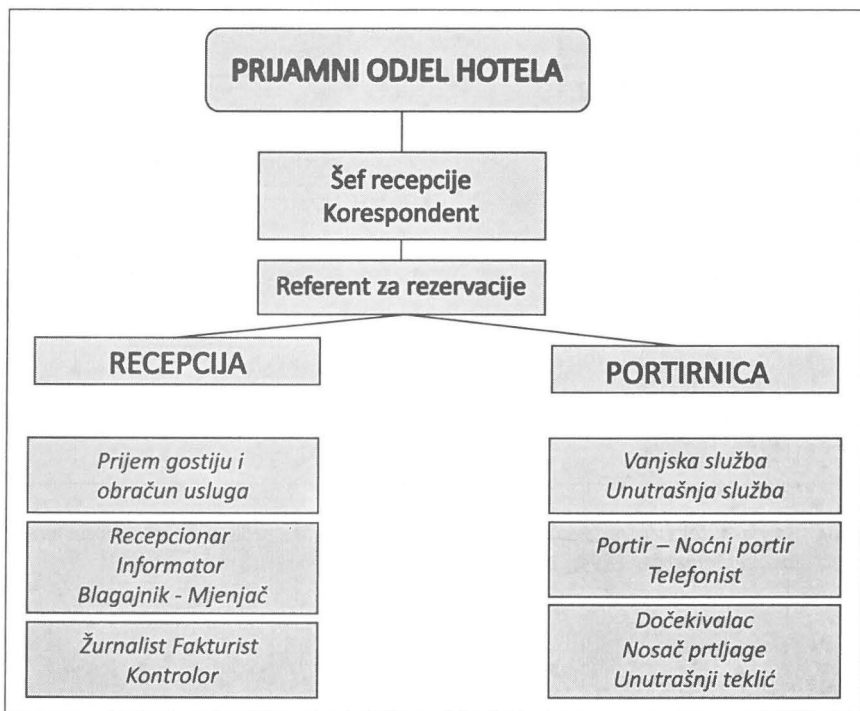 PRIJAMNI ODJEL HOTELA
Šef recepcije
Korespondent
Referent za rezervacije
RECEPCIJA
Prijem gostiju i
obračun usluga
Recepcionar
Informator
Blagajnik - Mjenjač
Žurnalist Fakturist
Kontrolor
PORTIRNICA
Vanjska služba
Unutrašnja služba
Portir – Noćni portir
Telefonist
Dočekivalac
Nosač prtljage
Unutrašnji teklić